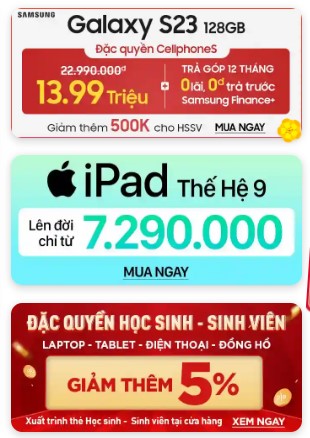 SAMSUNG
Galaxy S23 128GB
Đặc quyền CellphoneS
22.990.000đ
13.99 Triệu
+
TRẢ GÓP 12 THÁNG
0 lãi, 0đ trả trước
Samsung Finance+
Giảm thêm 500K cho HSSV
MUA NGAY
iPad Thế Hệ 9
Lên đời
chỉ từ
7.290.000
MUA NGAY
ĐẶC QUYỀN HỌC SINH - SINH VIÊN
LAPTOP - TABLET - ĐIỆN THOẠI - ĐỒNG HỒ
GIẢM THÊM 5%
Xuất trình thẻ Học sinh - Sinh viên tại cửa hàng
XEM NGAY